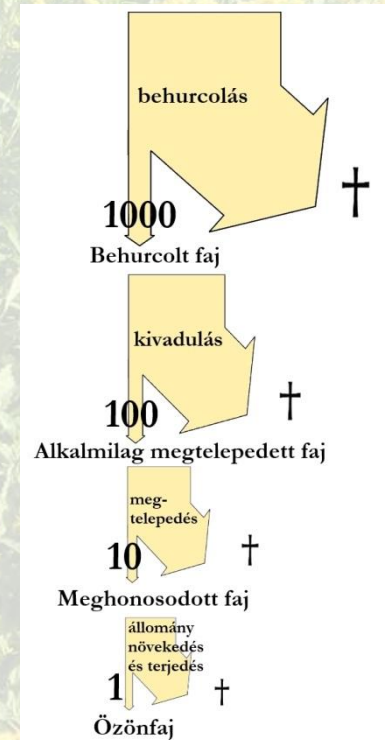 behurcolás
1000
Behurcolt faj
kivadulás
100
Alkalmilag megtelepedett faj
meg-
telepedés
10
Meghonosodott faj
állomány
növekedés
és terjedés
1
Özönfaj